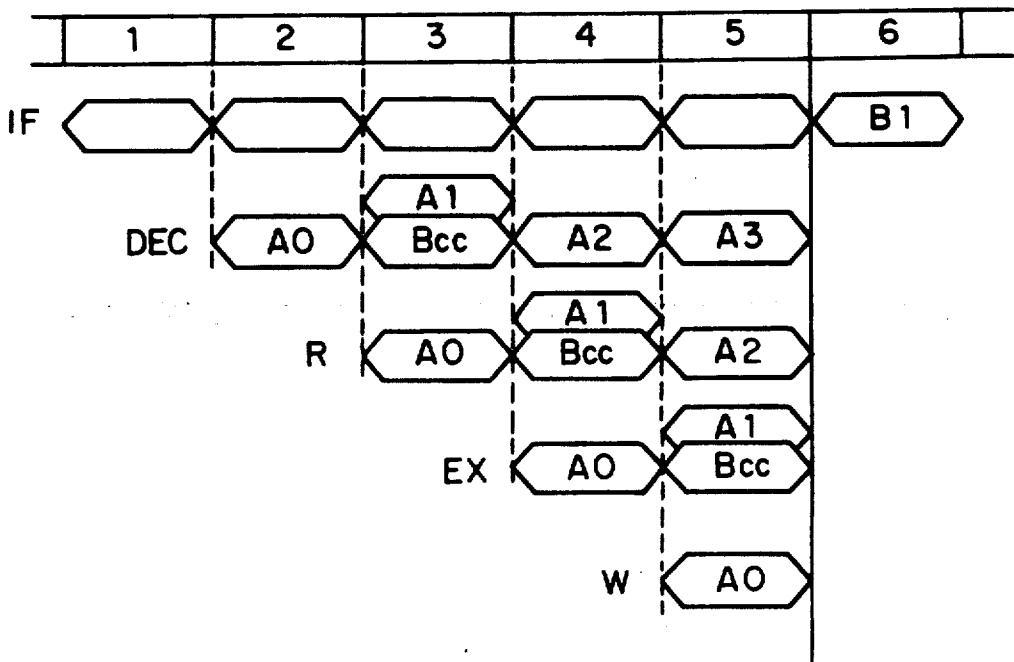 1 2 3 4 5 6
IF B1
A1
DEC A0 Bcc A2 A3
A1
R A0 Bcc A2
A1
EX A0 Bcc
W A0